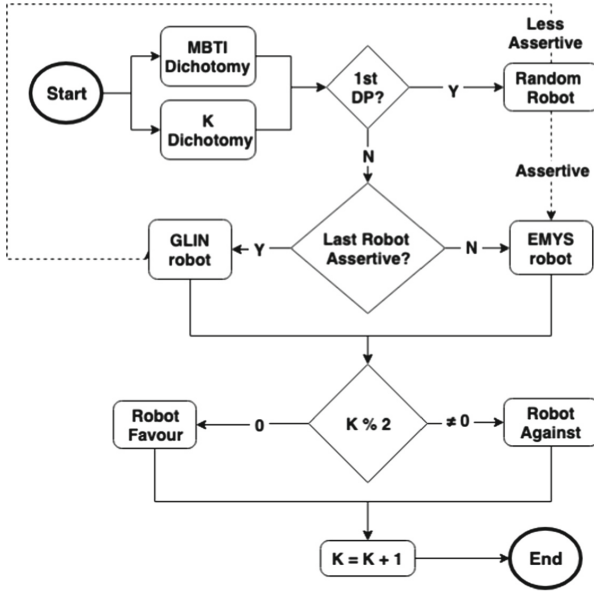 Less
Assertive
MBTI
Dichotomy
Start
K
Dichotomy
1st
DP?
Y
Random
Robot
N
Assertive
GLIN
robot
Y
Last Robot
Assertive?
N
EMYS
robot
Robot
Favour
0
K % 2
≠ 0
Robot
Against
K = K + 1
End